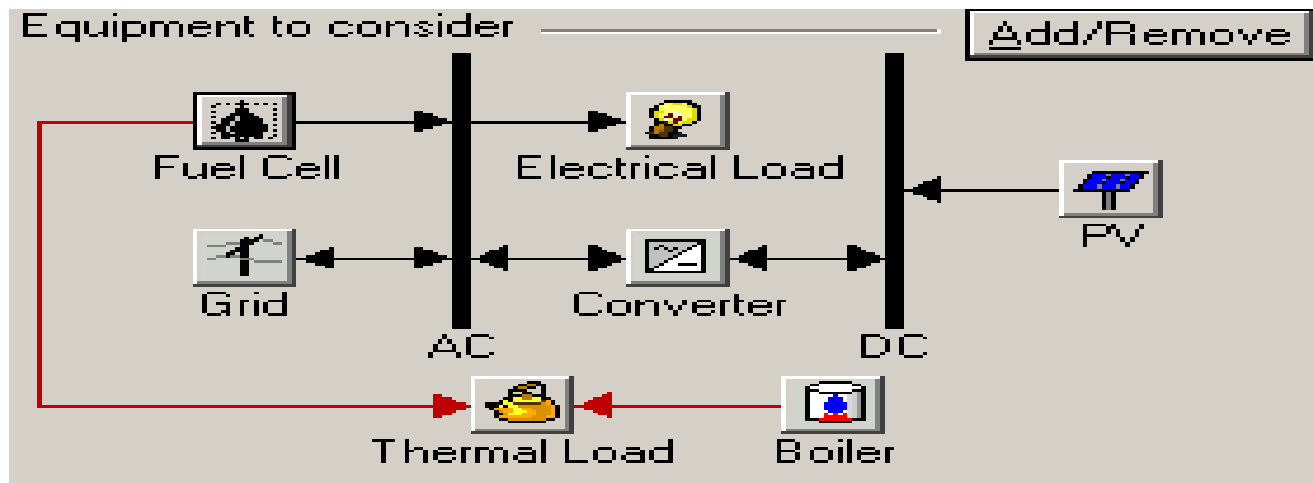 Equipment to consider
Add/Remove
Fuel Cell
Electrical Load
PV
Grid
Converter
AC
DC
Thermal Load
Boiler